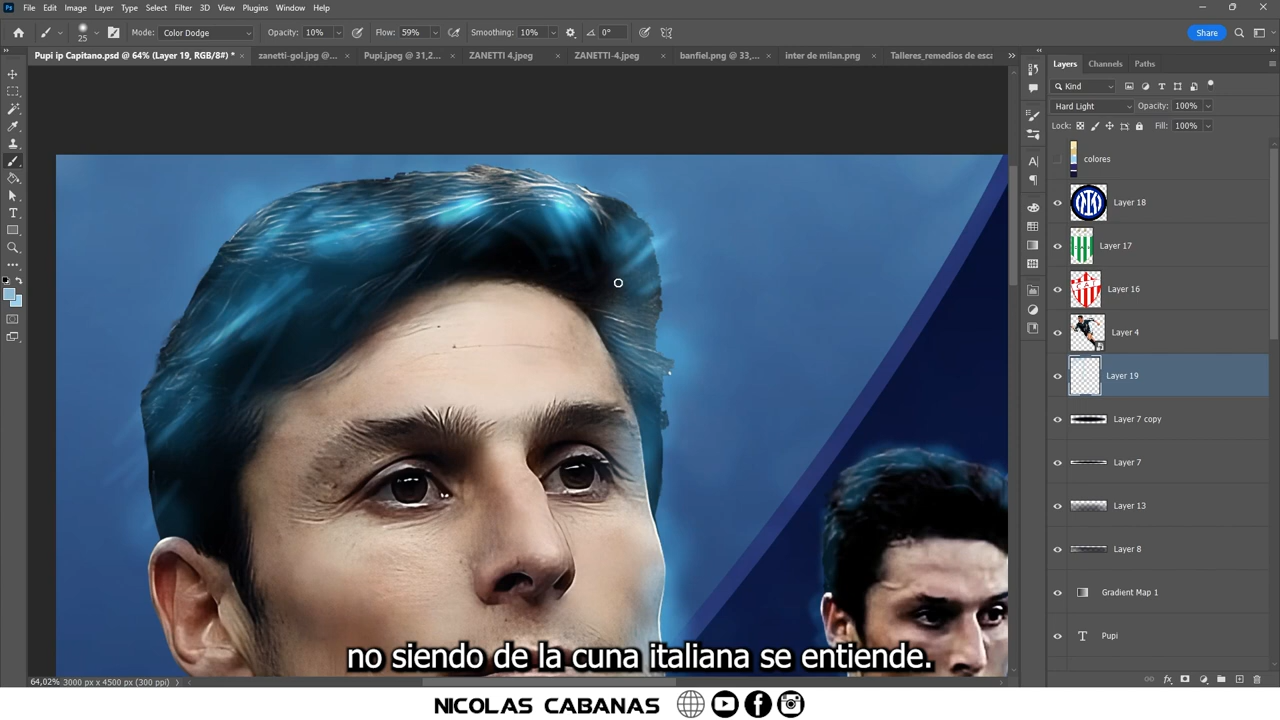 File Edit Image Layer Type Select Filter 3D View Plugins Window Help
25 Mode: Color Dodge Opacity: 10% Flow: 59% Smoothing: 10% 0° Share
Pupi ip Capitano.psd @ 64% (Layer 19, RGB/8#) * zanetti-gol.jpg @... Pupi.jpeg @ 31,2... ZANETTI 4.jpeg ZANETTI-4.jpeg banfiel.png @ 33,... inter de milan.png Talleres_remedios de esca
Layers Channels Paths
Kind
Hard Light Opacity: 100%
Lock: Fill: 100%
colores
Layer 18
Layer 17
Layer 16
Layer 4
Layer 19
Layer 7 copy
Layer 7
Layer 13
Layer 8
Gradient Map 1
Pupi
no siendo de la cuna italiana se entiende.
64,02% 3000 px x 4500 px (300 ppi)
NICOLAS CABANAS